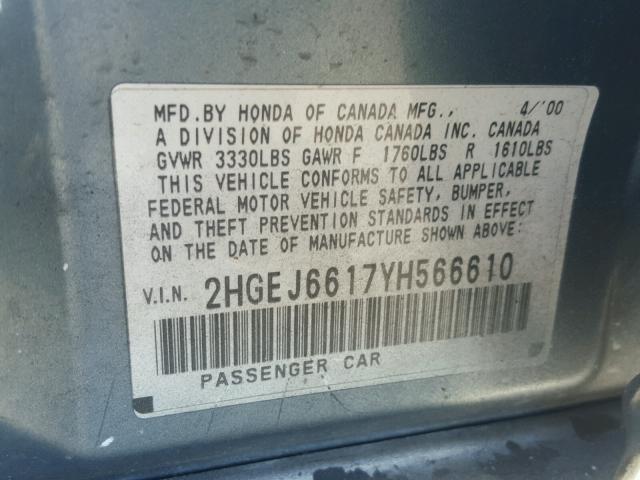 MFD.BY HONDA OF CANADA MFG., 4/'00
A DIVISION OF HONDA CANADA INC. CANADA
GVWR 3330LBS GAWR F 1760LBS R 1610LBS
THIS VEHICLE CONFORMS TO ALL APPLICABLE
FEDERAL MOTOR VEHICLE SAFETY, BUMPER,
AND THEFT PREVENTION STANDARDS IN EFFECT
ON THE DATE OF MANUFACTURE SHOWN ABOVE:
V.I.N. 2HGEJ6617YH566610
PASSENGER CAR